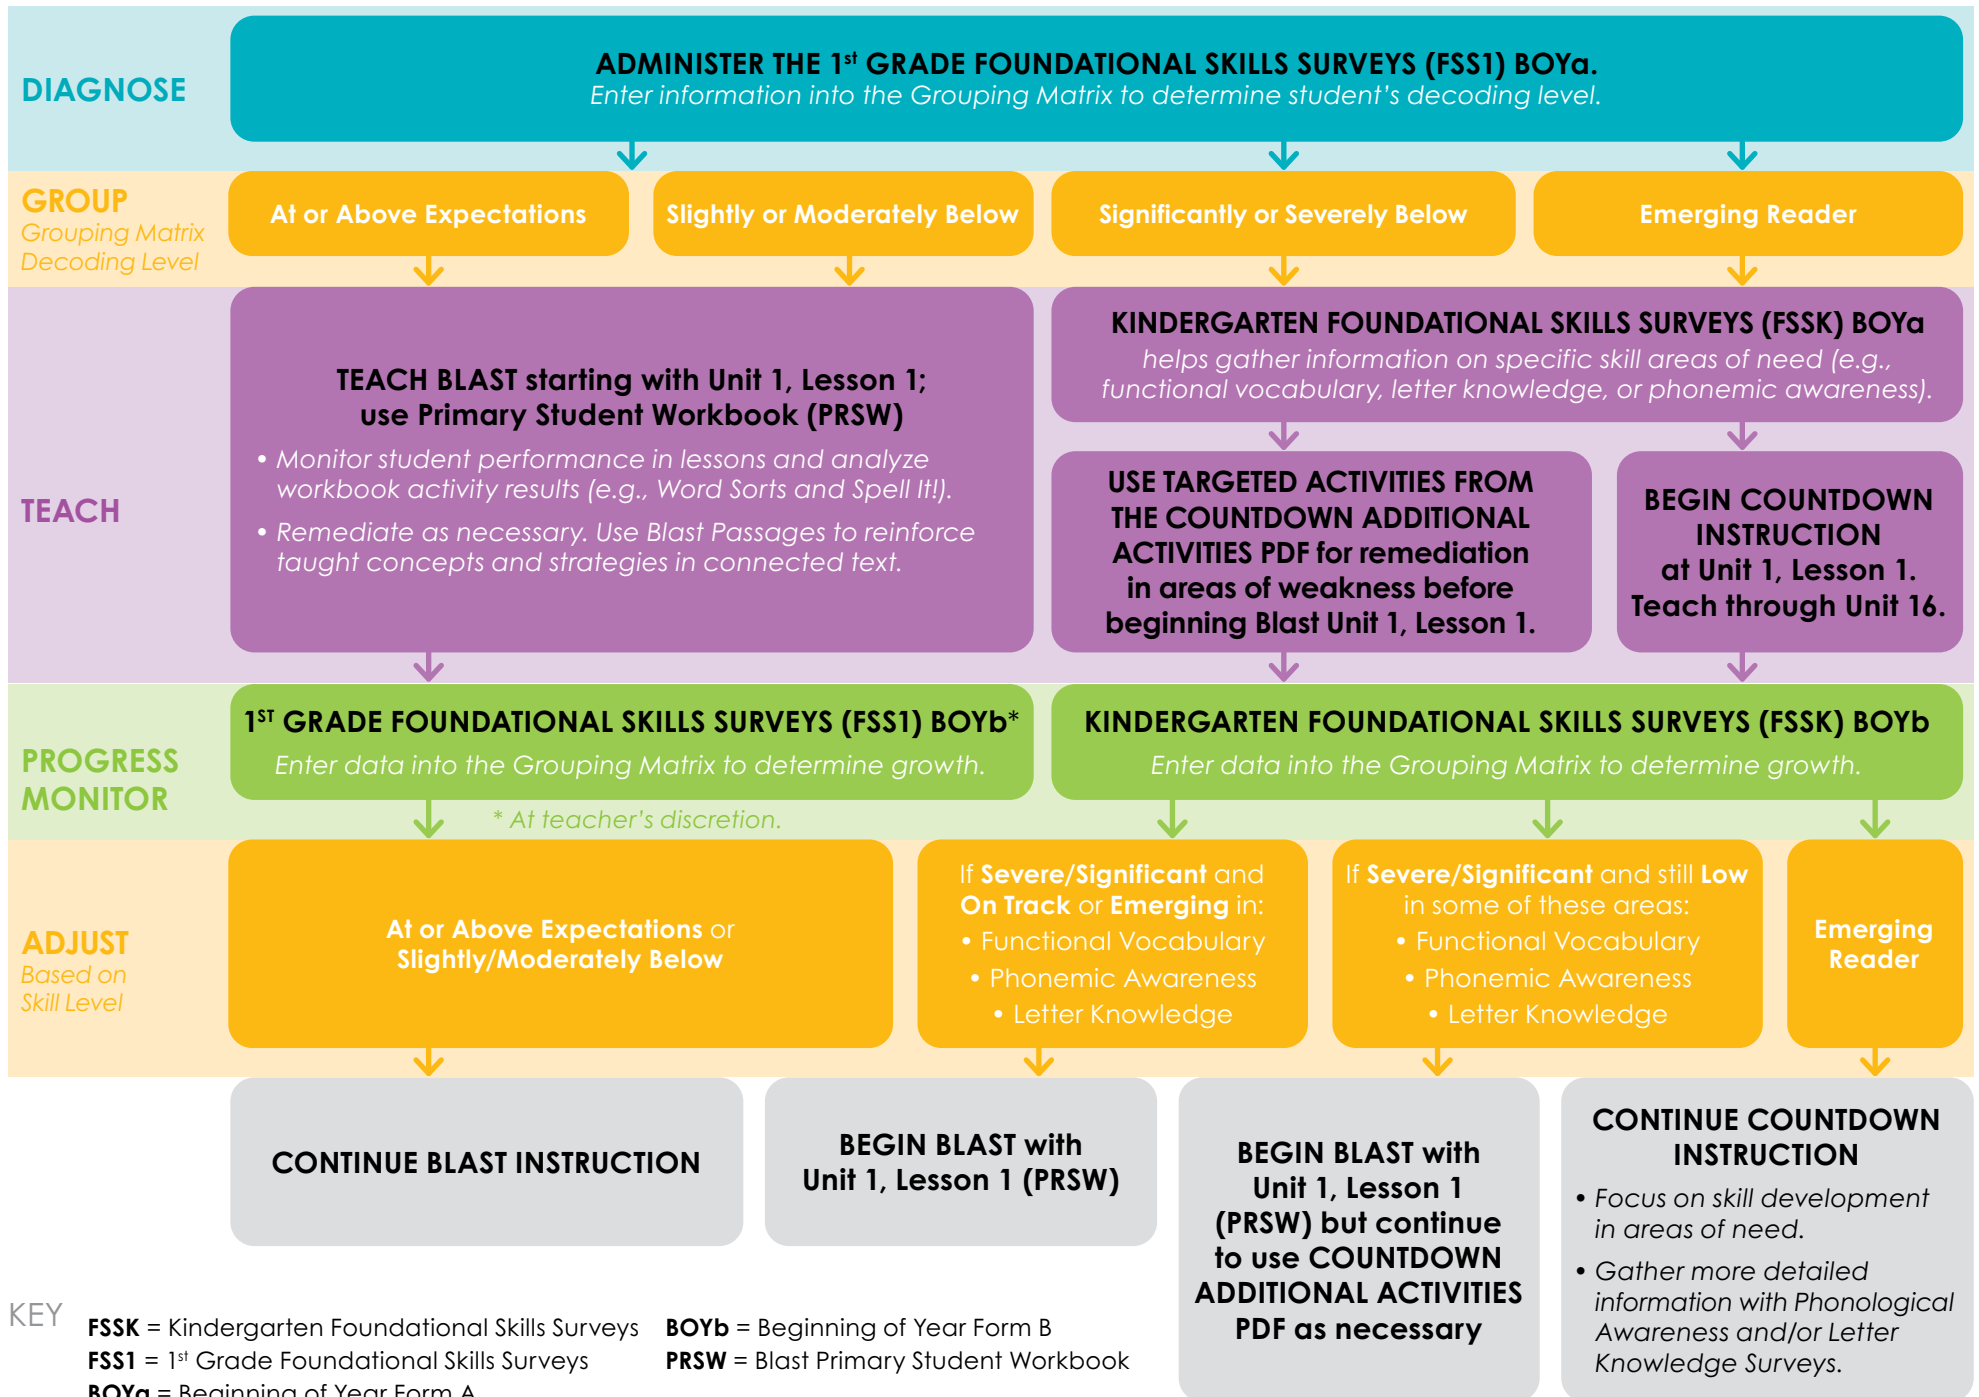 DIAGNOSE
ADMINISTER THE 1st GRADE FOUNDATIONAL SKILLS SURVEYS (FSS1) BOYa.
Enter information into the Grouping Matrix to determine student's decoding level.
GROUP
Grouping Matrix
Decoding Level
At or Above Expectations
Slightly or Moderately Below
Significantly or Severely Below
Emerging Reader
TEACH
TEACH BLAST starting with Unit 1, Lesson 1;
use Primary Student Workbook (PRSW)
• Monitor student performance in lessons and analyze
workbook activity results (e.g., Word Sorts and Spell It!).
• Remediate as necessary. Use Blast Passages to reinforce
taught concepts and strategies in connected text.
KINDERGARTEN FOUNDATIONAL SKILLS SURVEYS (FSSK) BOYa
helps gather information on specific skill areas of need (e.g.,
functional vocabulary, letter knowledge, or phonemic awareness).
USE TARGETED ACTIVITIES FROM
THE COUNTDOWN ADDITIONAL
ACTIVITIES PDF for remediation
in areas of weakness before
beginning Blast Unit 1, Lesson 1.
BEGIN COUNTDOWN
INSTRUCTION
at Unit 1, Lesson 1.
Teach through Unit 16.
PROGRESS
MONITOR
1ST GRADE FOUNDATIONAL SKILLS SURVEYS (FSS1) BOYb*
Enter data into the Grouping Matrix to determine growth.
* At teacher's discretion.
KINDERGARTEN FOUNDATIONAL SKILLS SURVEYS (FSSK) BOYb
Enter data into the Grouping Matrix to determine growth.
ADJUST
Based on
Skill Level
At or Above Expectations or
Slightly/Moderately Below
If Severe/Significant and
On Track or Emerging in:
• Functional Vocabulary
• Phonemic Awareness
• Letter Knowledge
If Severe/Significant and still Low
in some of these areas:
• Functional Vocabulary
• Phonemic Awareness
• Letter Knowledge
Emerging
Reader
CONTINUE BLAST INSTRUCTION
BEGIN BLAST with
Unit 1, Lesson 1 (PRSW)
BEGIN BLAST with
Unit 1, Lesson 1
(PRSW) but continue
to use COUNTDOWN
ADDITIONAL ACTIVITIES
PDF as necessary
CONTINUE COUNTDOWN
INSTRUCTION
• Focus on skill development
in areas of need.
• Gather more detailed
information with Phonological
Awareness and/or Letter
Knowledge Surveys.
KEY
FSSK = Kindergarten Foundational Skills Surveys
FSS1 = 1st Grade Foundational Skills Surveys
BOYa = Beginning of Year Form A
BOYb = Beginning of Year Form B
PRSW = Blast Primary Student Workbook